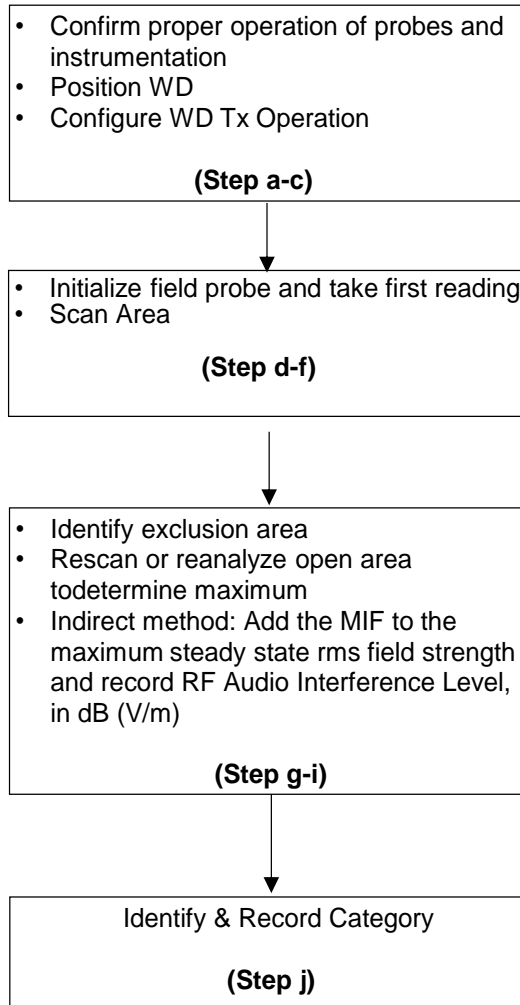 • Confirm proper operation of probes and
instrumentation
• Position WD
• Configure WD Tx Operation
(Step a-c)
• Initialize field probe and take first reading
• Scan Area
(Step d-f)
• Identify exclusion area
• Rescan or reanalyze open area
todetermine maximum
• Indirect method: Add the MIF to the
maximum steady state rms field strength
and record RF Audio Interference Level,
in dB (V/m)
(Step g-i)
Identify & Record Category
(Step j)